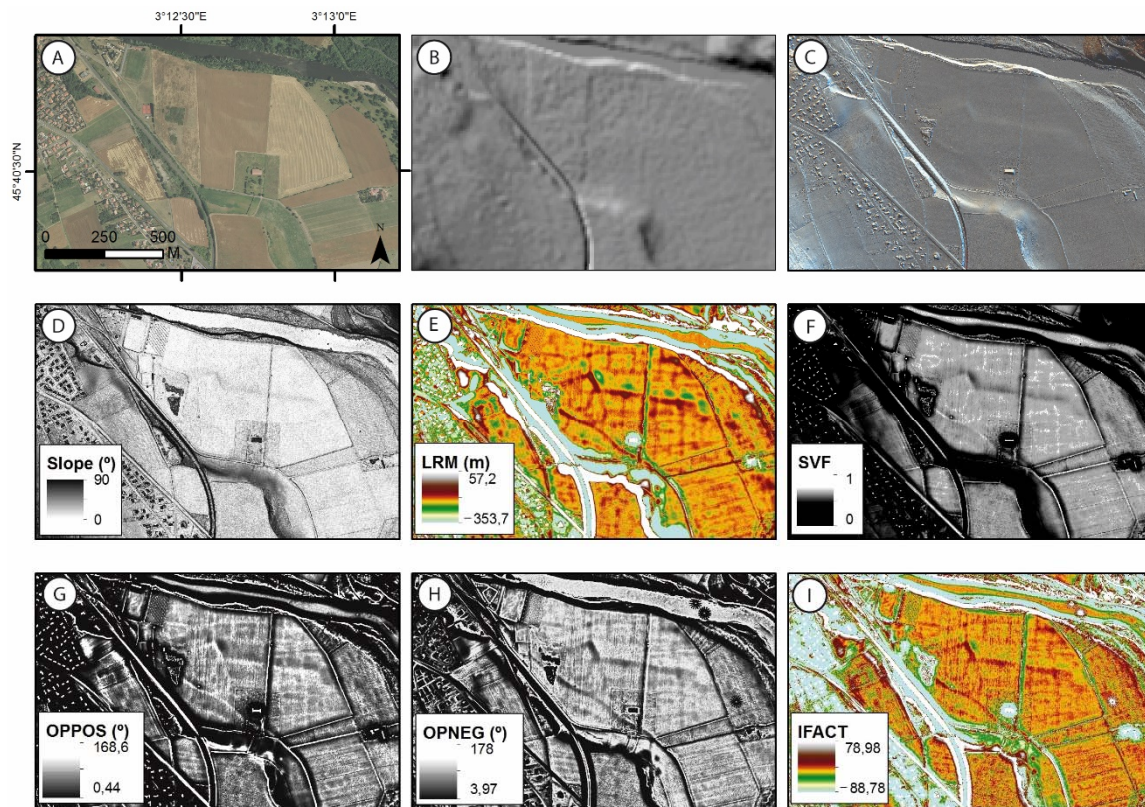 3°12'30"E 3°13'0"E
45°40'30"N
A
0 250 500
M
N
B
C
D
Slope (º)
90
0
E
LRM (m)
57,2
−353,7
F
SVF
1
0
G
OPPOS (º)
168,6
0,44
H
OPNEG (º)
178
3,97
I
IFACT
78,98
−88,78